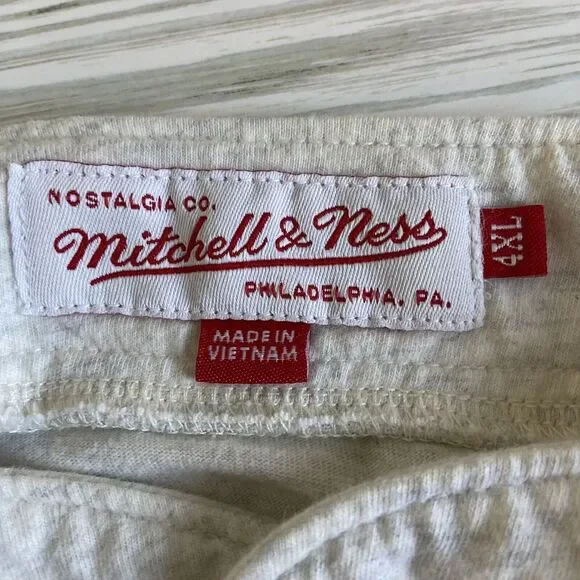 NOSTALGIA CO.
Mitchell & Ness
PHILADELPHIA, PA.
4XL
MADE IN
VIETNAM